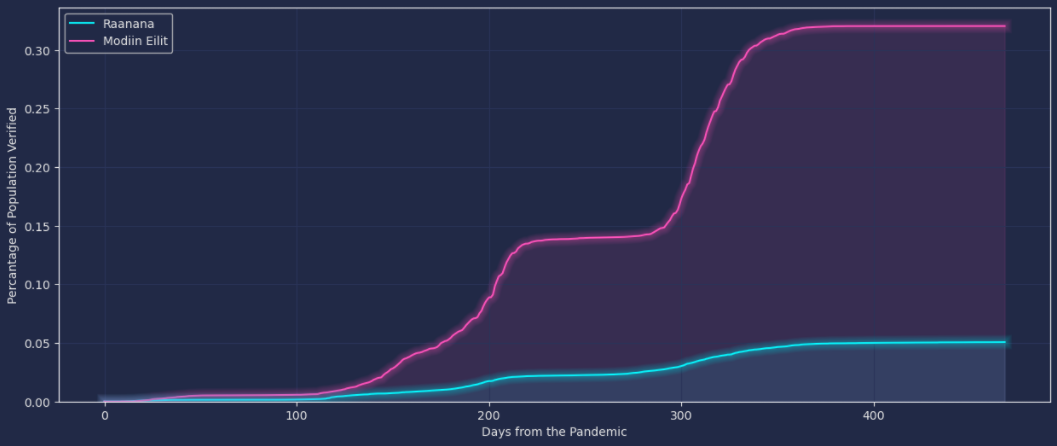 Raanana
Modiin Eilit
Percantage of Population Verified
0.30
0.25
0.20
0.15
0.10
0.05
0.00
0 100 200 300 400
Days from the Pandemic